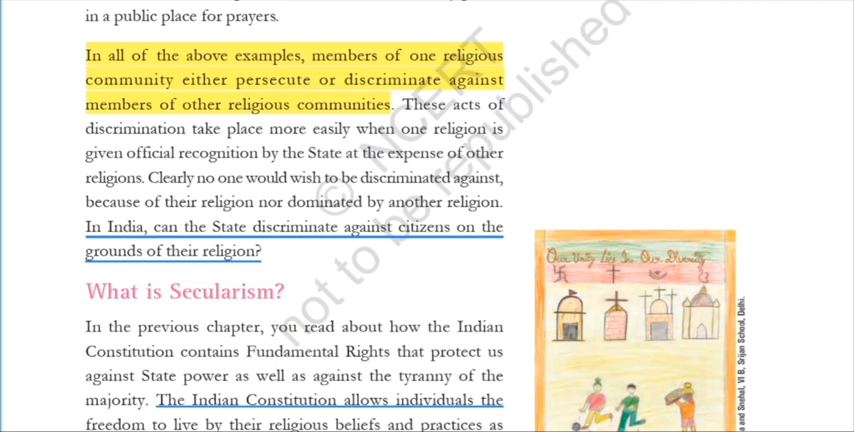 in a public place for prayers.
In all of the above examples, members of one religious
community either persecute or discriminate against
members of other religious communities. These acts of
discrimination take place more easily when one religion is
given official recognition by the State at the expense of other
religions. Clearly no one would wish to be discriminated against,
because of their religion nor dominated by another religion.
In India, can the State discriminate against citizens on the
grounds of their religion?
What is Secularism?
In the previous chapter, you read about how the Indian
Constitution contains Fundamental Rights that protect us
against State power as well as against the tyranny of the
majority. The Indian Constitution allows individuals the
freedom to live by their religious beliefs and practices as
© NCERT
not to be republished
Our Unity Lies In Our Diversity
and Snehal, VI B, Srijan School, Delhi.